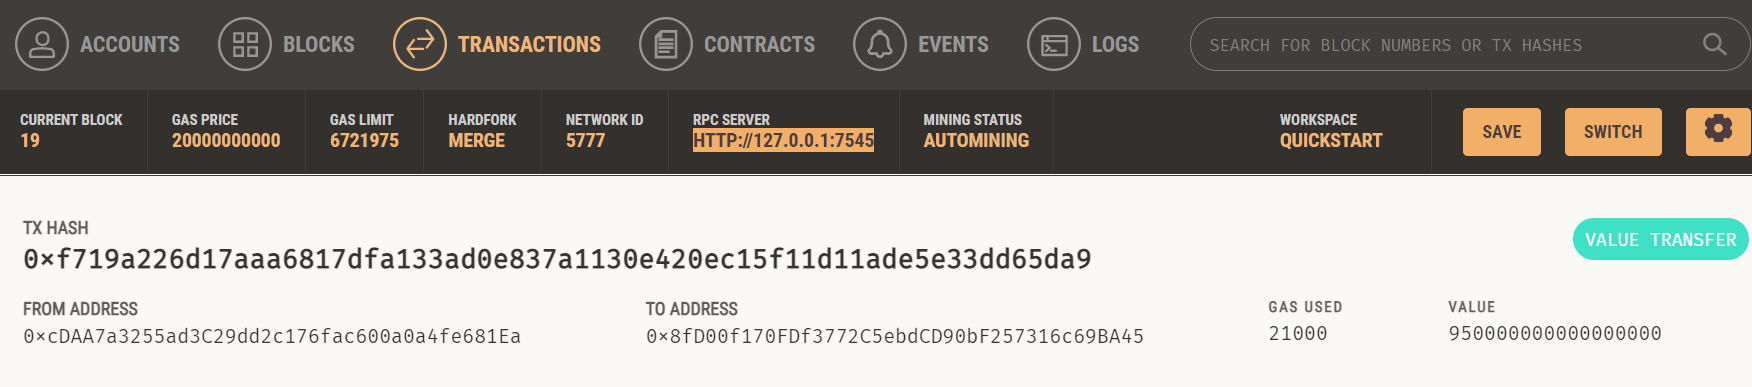 ACCOUNTS BLOCKS TRANSACTIONS CONTRACTS EVENTS LOGS SEARCH FOR BLOCK NUMBERS OR TX HASHES
CURRENT BLOCK GAS PRICE GAS LIMIT HARDFORK NETWORK ID RPC SERVER MINING STATUS WORKSPACE
19 20000000000 6721975 MERGE 5777 HTTP://127.0.0.1:7545 AUTOMINING QUICKSTART SAVE SWITCH
TX HASH
0×f719a226d17aaa6817dfa133ad0e837a1130e420ec15f11d11ade5e33dd65da9 VALUE TRANSFER
FROM ADDRESS TO ADDRESS GAS USED VALUE
0×cDAA7a3255ad3C29dd2c176fac600a0a4fe681Ea 0×8fD00f170FDf3772C5ebdCD90bF257316c69BA45 21000 950000000000000000